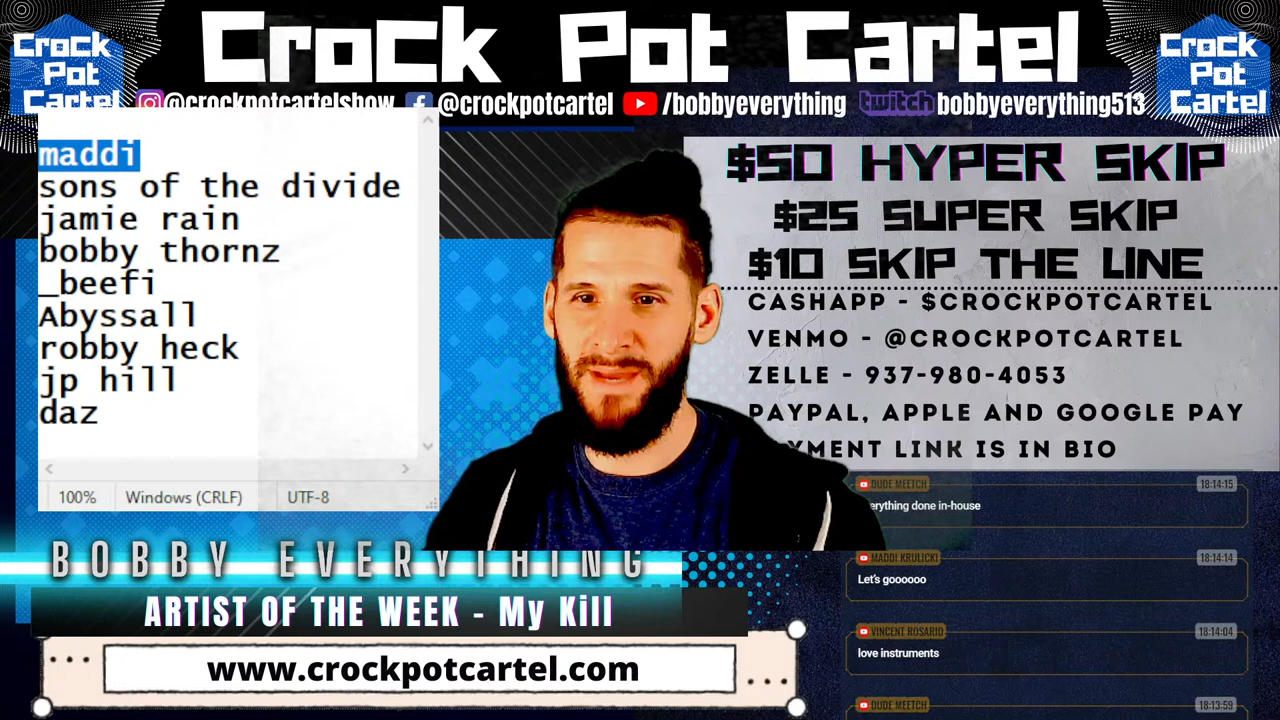 Crock Pot Cartel
Crock
Pot
Cartel
Crock
Pot
Cartel
@crockpotcartelshow @crockpotcartel /bobbyeverything twitch bobbyeverything513
maddi
sons of the divide
jamie rain
bobby thornz
_beefi
Abyssall
robby heck
jp hill
daz
100% Windows (CRLF) UTF-8
$50 HYPER SKIP
$25 SUPER SKIP
$10 SKIP THE LINE
CASHAPP - $CROCKPOTCARTEL
VENMO - @CROCKPOTCARTEL
ZELLE - 937-980-4053
PAYPAL, APPLE AND GOOGLE PAY
LINK IS IN BIO
DUDE MEETCH 18:14:15
done in-house
MADDI KRULICKI 18:14:14
Let's goooooo
VINCENT ROSARIO 18:14:04
love instruments
DUDE MEETCH 18:13:59
BOBBY EVERYTHING
ARTIST OF THE WEEK - My Kill
www.crockpotcartel.com